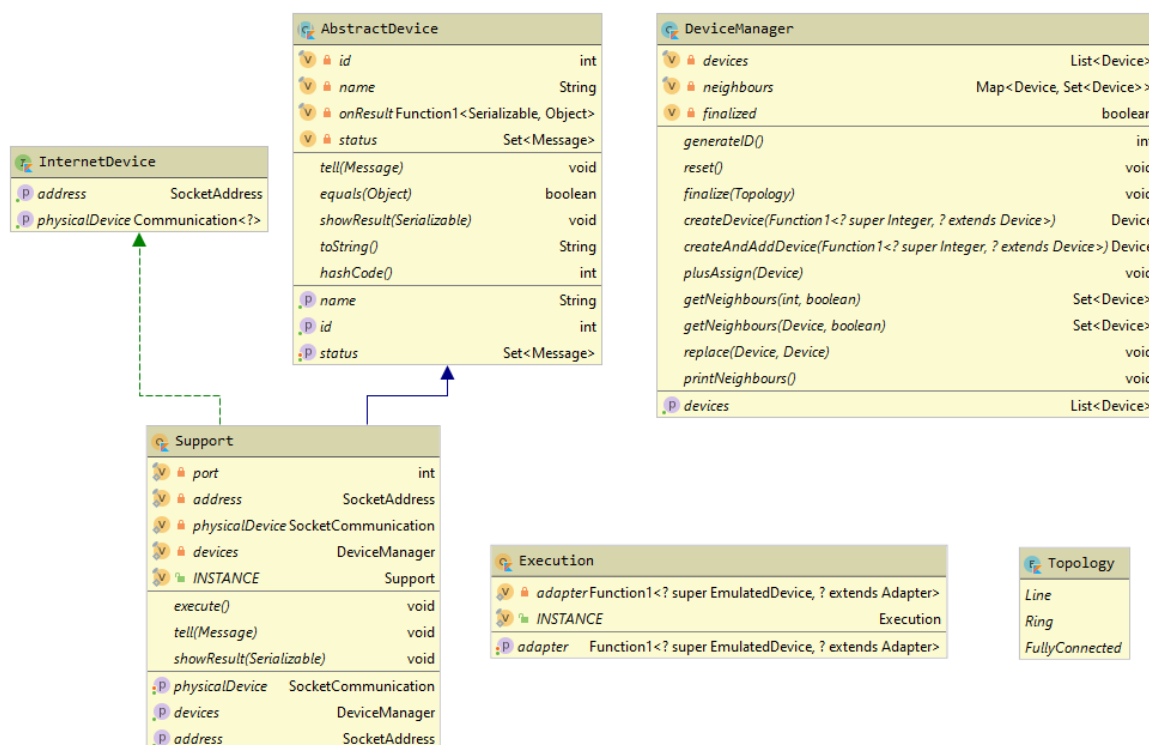 AbstractDevice
id int
name String
onResult Function1<Serializable, Object>
status Set<Message>
tell(Message) void
equals(Object) boolean
showResult(Serializable) void
toString() String
hashCode() int
name String
id int
status Set<Message>
DeviceManager
devices List<Device>
neighbours Map<Device, Set<Device>>
finalized boolean
generateID() int
reset() void
finalize(Topology) void
createDevice(Function1<? super Integer, ? extends Device>) Device
createAndAddDevice(Function1<? super Integer, ? extends Device>) Device
plusAssign(Device) void
getNeighbours(int, boolean) Set<Device>
getNeighbours(Device, boolean) Set<Device>
replace(Device, Device) void
printNeighbours() void
devices List<Device>
InternetDevice
address SocketAddress
physicalDevice Communication<?>
Support
port int
address SocketAddress
physicalDevice SocketCommunication
devices DeviceManager
INSTANCE Support
execute() void
tell(Message) void
showResult(Serializable) void
physicalDevice SocketCommunication
devices DeviceManager
address SocketAddress
Execution
adapter Function1<? super EmulatedDevice, ? extends Adapter>
INSTANCE Execution
adapter Function1<? super EmulatedDevice, ? extends Adapter>
Topology
Line
Ring
FullyConnected